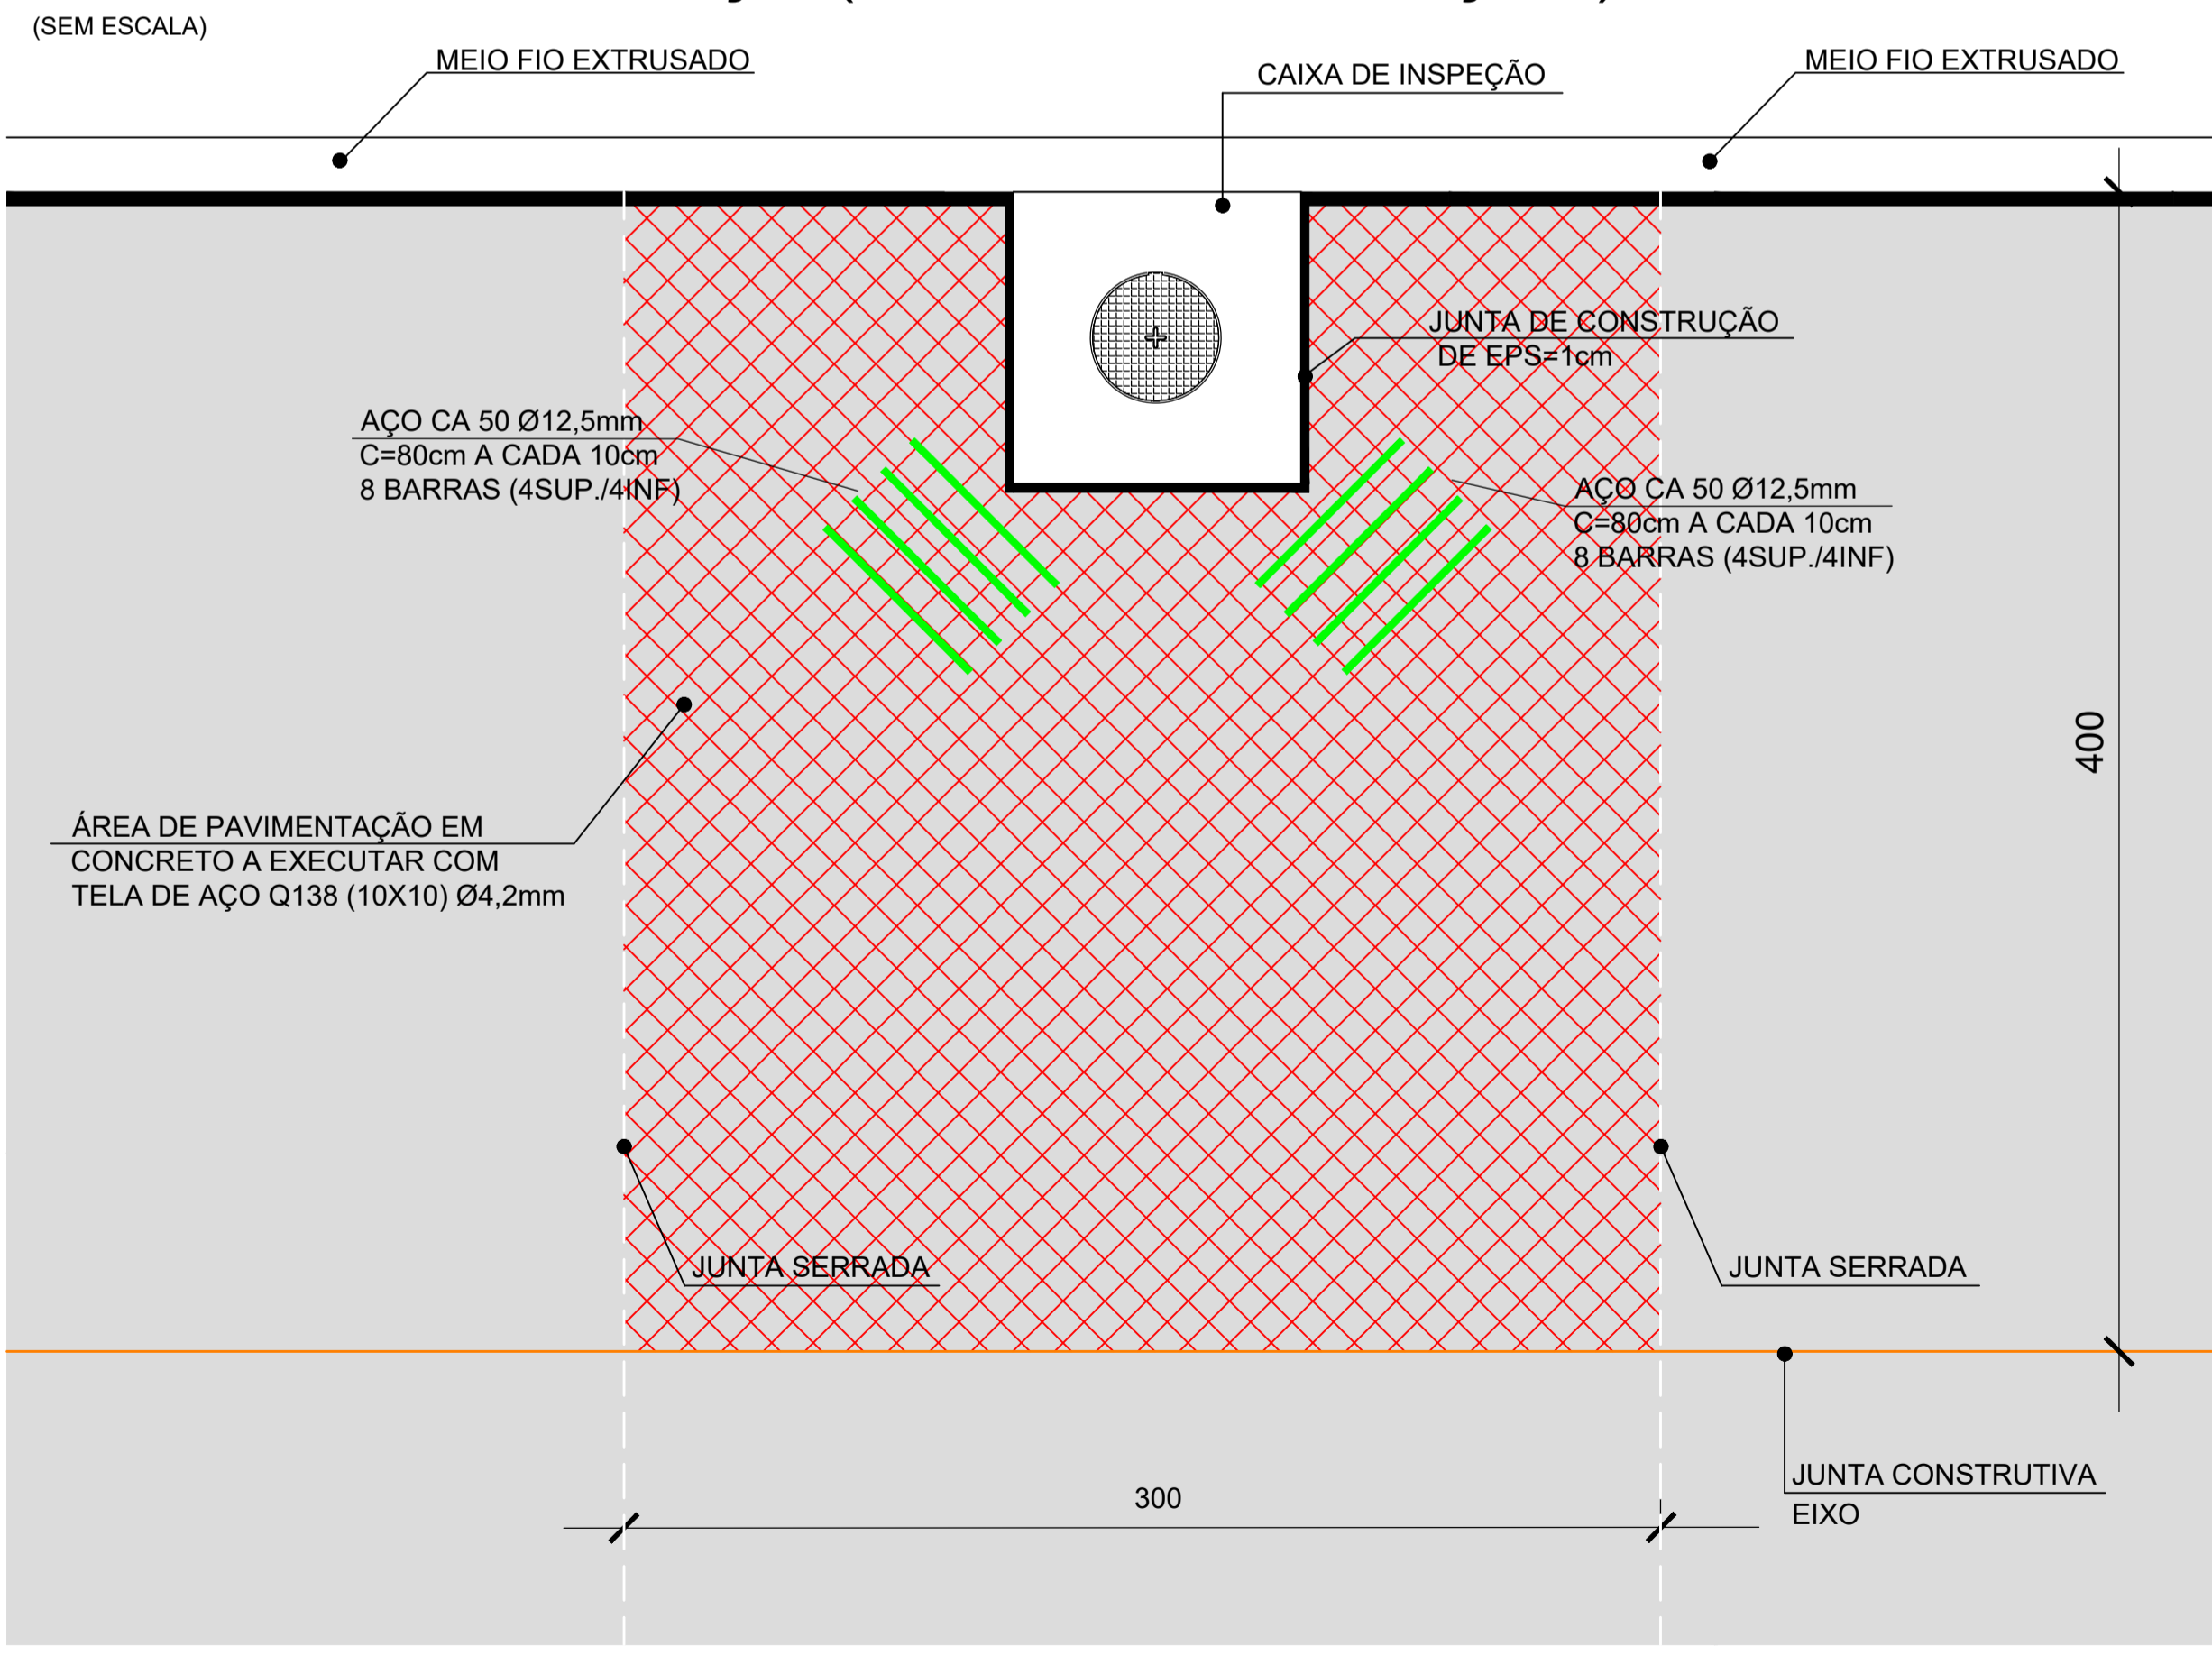 (SEM ESCALA)
MEIO FIO EXTRUSADO
CAIXA DE INSPEÇÃO
MEIO FIO EXTRUSADO
JUNTA DE CONSTRUÇÃO
DE EPS=1cm
AÇO CA 50 Ø12,5mm
C=80cm A CADA 10cm
8 BARRAS (4SUP./4INF)
AÇO CA 50 Ø12,5mm
C=80cm A CADA 10cm
8 BARRAS (4SUP./4INF)
400
ÁREA DE PAVIMENTAÇÃO EM
CONCRETO A EXECUTAR COM
TELA DE AÇO Q138 (10X10) Ø4,2mm
JUNTA SERRADA
JUNTA SERRADA
JUNTA CONSTRUTIVA
EIXO
300